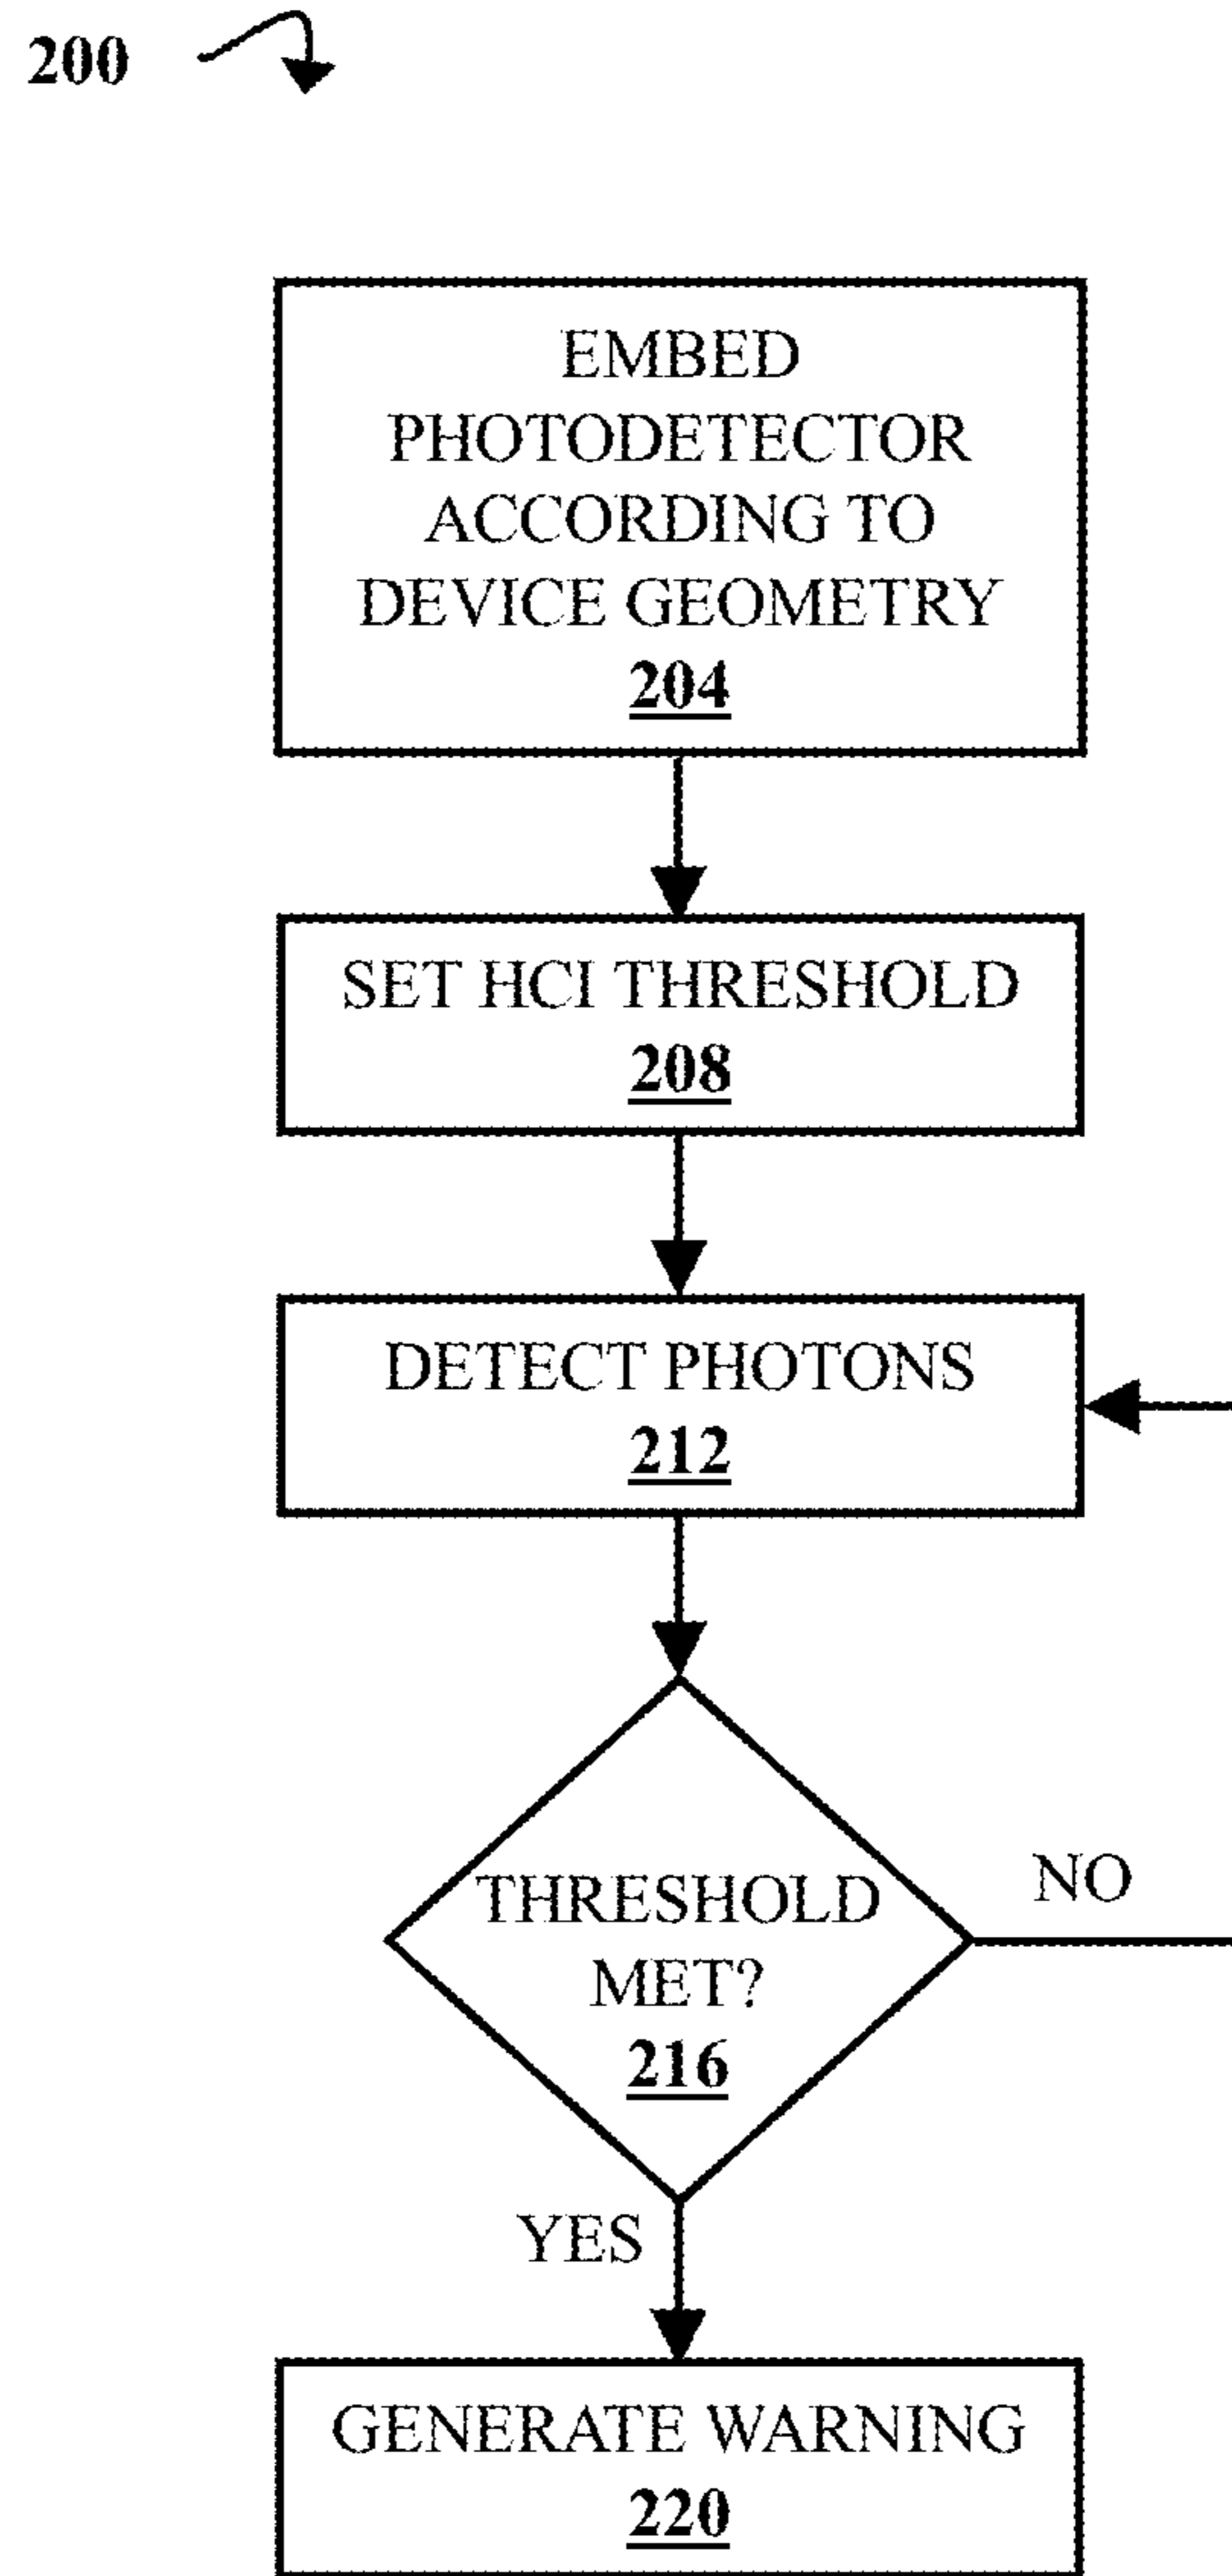 200
EMBED
PHOTODETECTOR
ACCORDING TO
DEVICE GEOMETRY
204
SET HCI THRESHOLD
208
DETECT PHOTONS
212
THRESHOLD
MET?
216
NO
YES
GENERATE WARNING
220